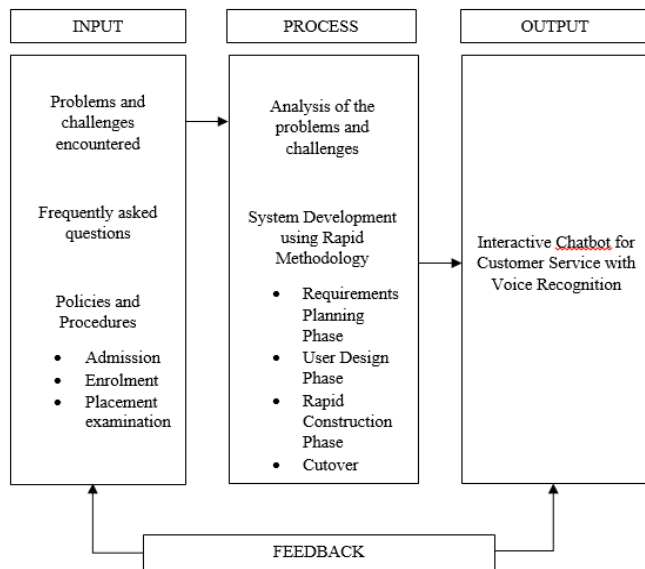 INPUT
PROCESS
OUTPUT
Problems and
challenges
encountered
Frequently asked
questions
Policies and
Procedures
• Admission
• Enrolment
• Placement
examination
Analysis of the
problems and
challenges
System Development
using Rapid
Methodology
• Requirements
Planning
Phase
• User Design
Phase
• Rapid
Construction
Phase
• Cutover
Interactive Chatbot for
Customer Service with
Voice Recognition
FEEDBACK